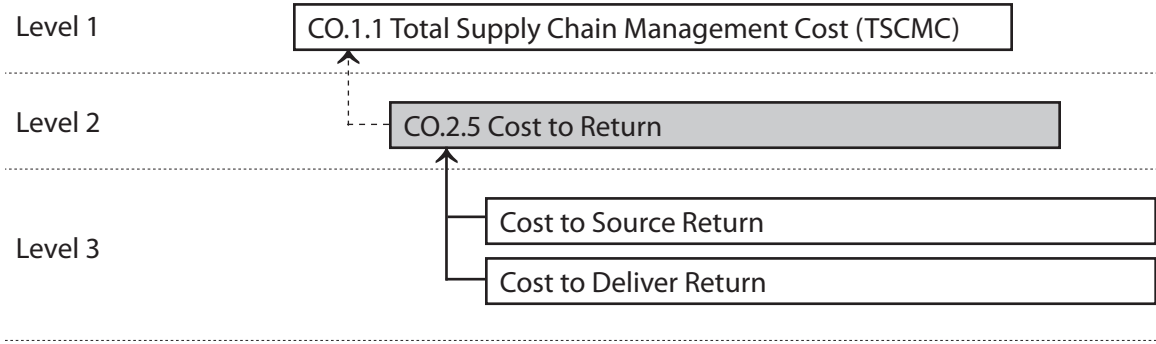 Level 1
CO.1.1 Total Supply Chain Management Cost (TSCMC)
Level 2
CO.2.5 Cost to Return
Level 3
Cost to Source Return
Cost to Deliver Return